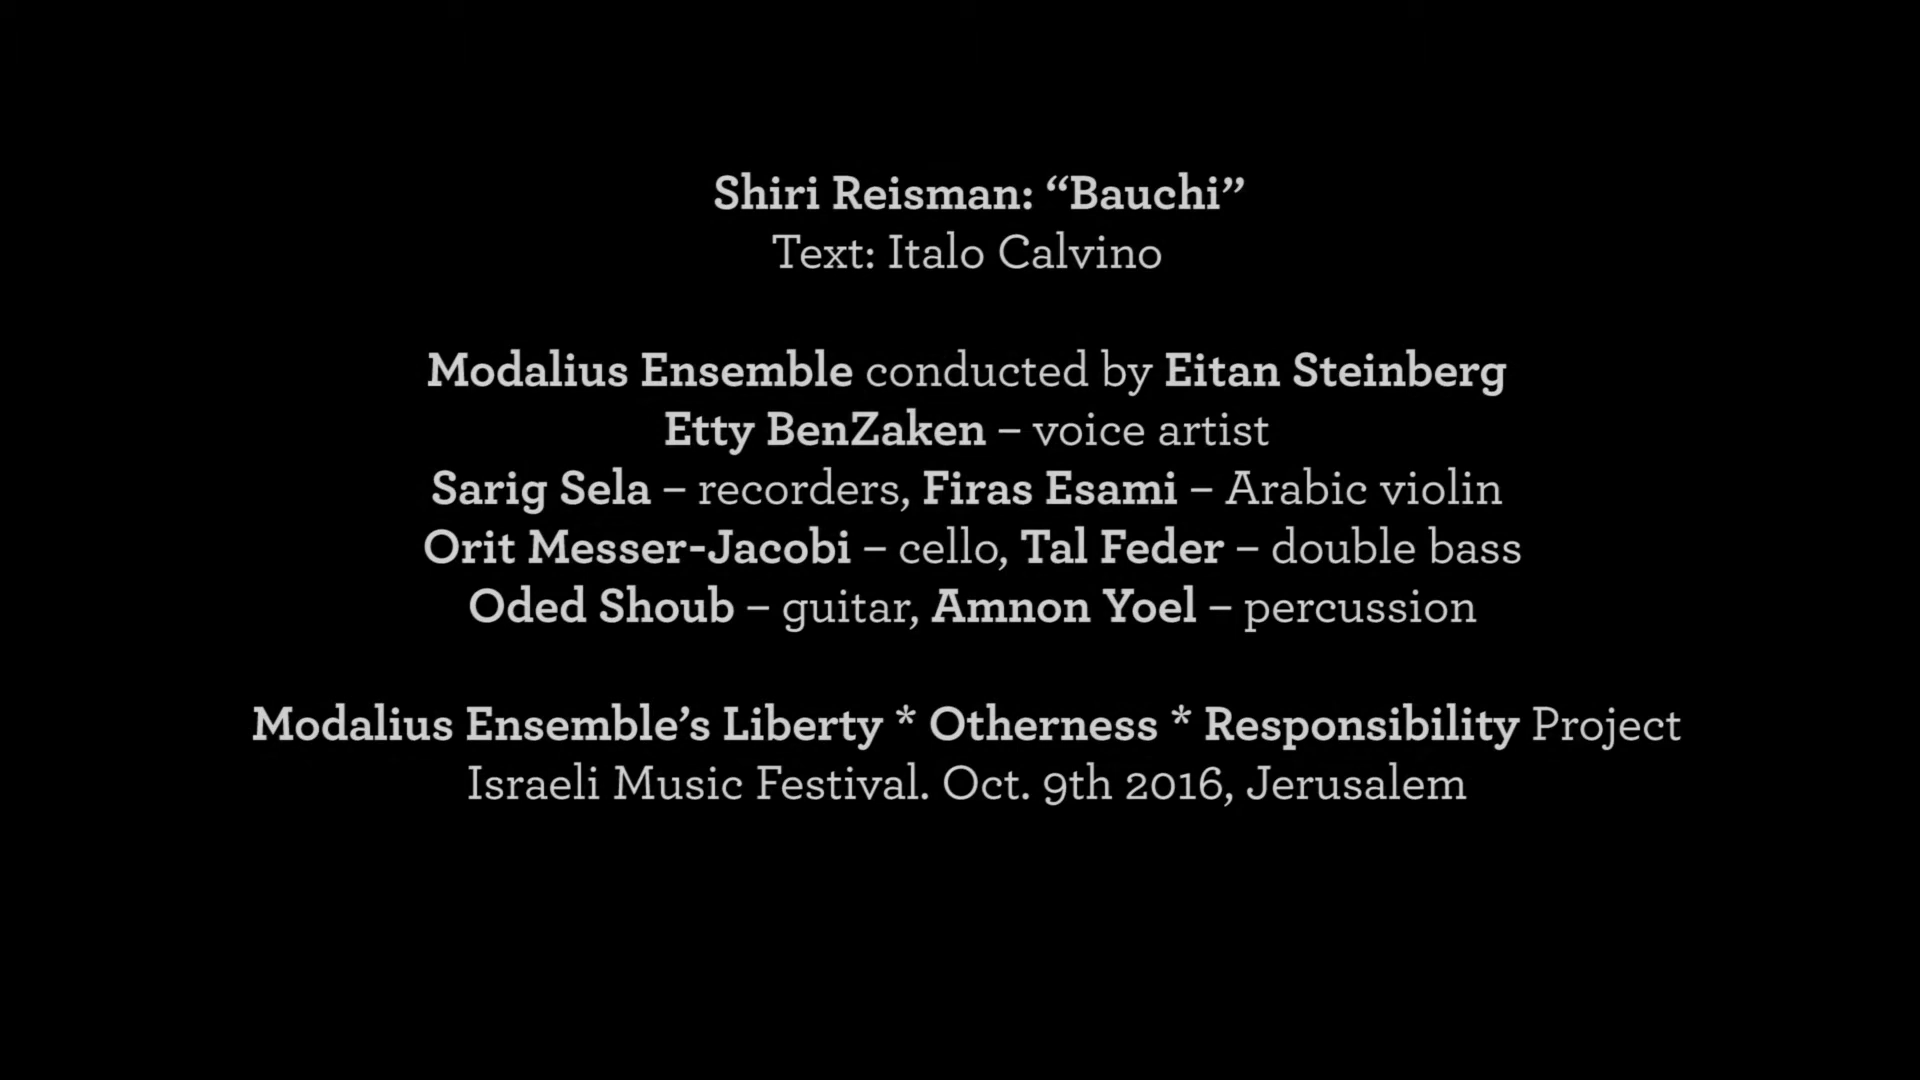 Shiri Reisman: “Bauchi”
Text: Italo Calvino
Modalius Ensemble conducted by Eitan Steinberg
Etty BenZaken – voice artist
Sarig Sela – recorders, Firas Esami – Arabic violin
Orit Messer-Jacobi – cello, Tal Feder – double bass
Oded Shoub – guitar, Amnon Yoel – percussion
Modalius Ensemble’s Liberty * Otherness * Responsibility Project
Israeli Music Festival. Oct. 9th 2016, Jerusalem